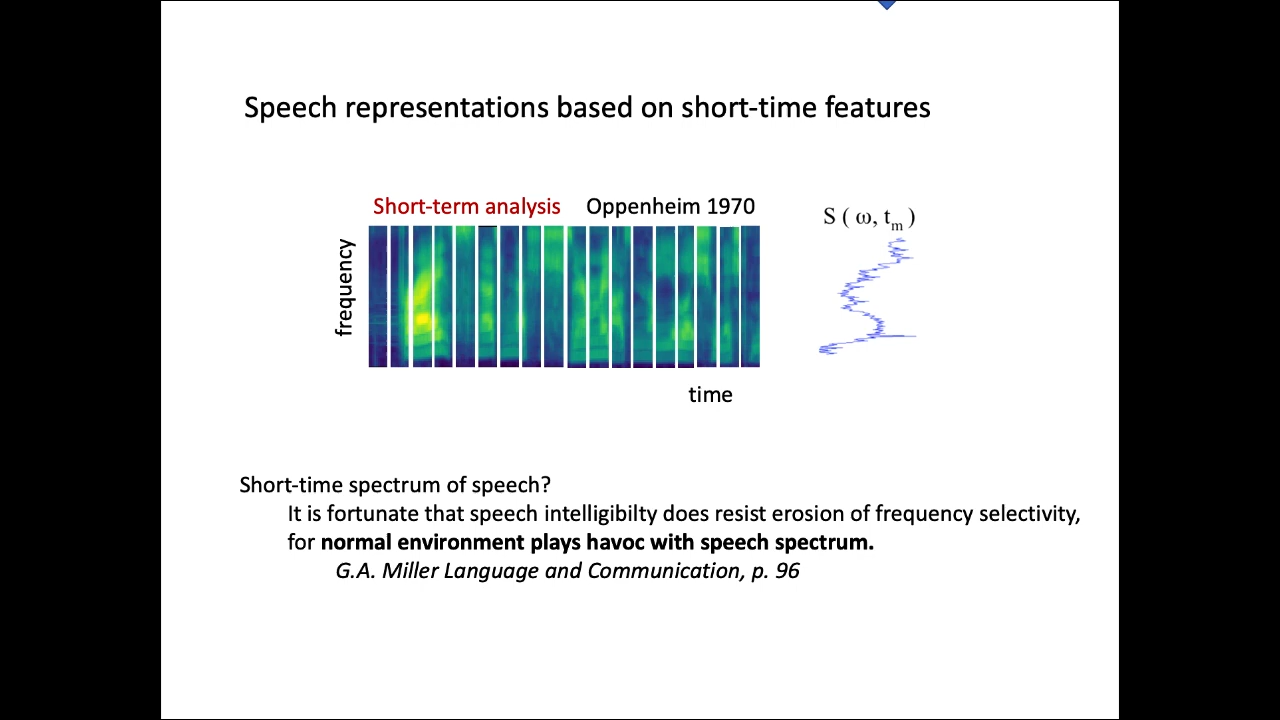 Speech representations based on short-time features
Short-term analysis Oppenheim 1970
S ( ω, tm )
frequency
time
Short-time spectrum of speech?
It is fortunate that speech intelligibilty does resist erosion of frequency selectivity,
for normal environment plays havoc with speech spectrum.
G.A. Miller Language and Communication, p. 96